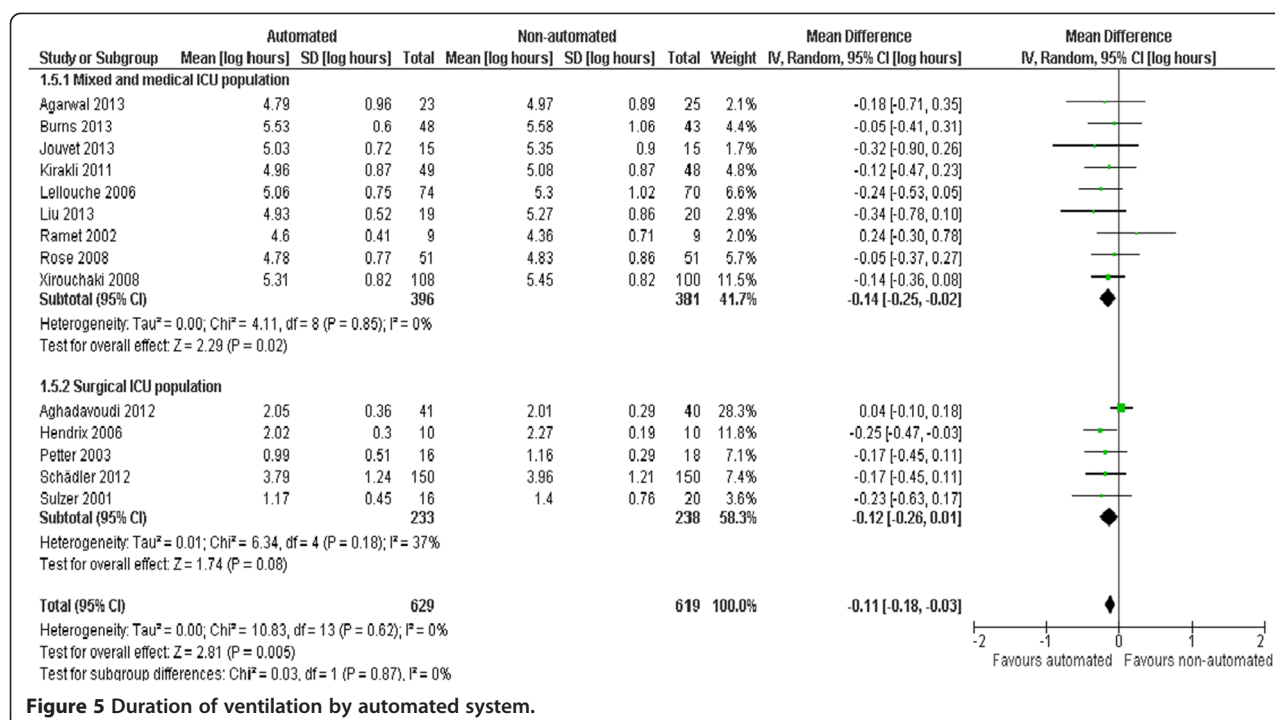 Automated Non-automated Mean Difference Mean Difference
Study or Subgroup Mean [log hours] SD [log hours] Total Mean [log hours] SD [log hours] Total Weight IV, Random, 95% CI [log hours] IV, Random, 95% CI [log hours]
1.5.1 Mixed and medical ICU population
Agarwal 2013 4.79 0.96 23 4.97 0.89 25 2.1% -0.18 [-0.71, 0.35]
Burns 2013 5.53 0.6 48 5.58 1.06 43 4.4% -0.05 [-0.41, 0.31]
Jouvet 2013 5.03 0.72 15 5.35 0.9 15 1.7% -0.32 [-0.90, 0.26]
Kirakli 2011 4.96 0.87 49 5.08 0.87 48 4.8% -0.12 [-0.47, 0.23]
Lellouche 2006 5.06 0.75 74 5.3 1.02 70 6.6% -0.24 [-0.53, 0.05]
Liu 2013 4.93 0.52 19 5.27 0.86 20 2.9% -0.34 [-0.78, 0.10]
Ramet 2002 4.6 0.41 9 4.36 0.71 9 2.0% 0.24 [-0.30, 0.78]
Rose 2008 4.78 0.77 51 4.83 0.86 51 5.7% -0.05 [-0.37, 0.27]
Xirouchaki 2008 5.31 0.82 108 5.45 0.82 100 11.5% -0.14 [-0.36, 0.08]
Subtotal (95% CI) 396 381 41.7% -0.14 [-0.25, -0.02]
Heterogeneity: Tau² = 0.00; Chi² = 4.11, df = 8 (P = 0.85); I² = 0%
Test for overall effect: Z = 2.29 (P = 0.02)
1.5.2 Surgical ICU population
Aghadavoudi 2012 2.05 0.36 41 2.01 0.29 40 28.3% 0.04 [-0.10, 0.18]
Hendrix 2006 2.02 0.3 10 2.27 0.19 10 11.8% -0.25 [-0.47, -0.03]
Petter 2003 0.99 0.51 16 1.16 0.29 18 7.1% -0.17 [-0.45, 0.11]
Schädler 2012 3.79 1.24 150 3.96 1.21 150 7.4% -0.17 [-0.45, 0.11]
Sulzer 2001 1.17 0.45 16 1.4 0.76 20 3.6% -0.23 [-0.63, 0.17]
Subtotal (95% CI) 233 238 58.3% -0.12 [-0.26, 0.01]
Heterogeneity: Tau² = 0.01; Chi² = 6.34, df = 4 (P = 0.18); I² = 37%
Test for overall effect: Z = 1.74 (P = 0.08)
Total (95% CI) 629 619 100.0% -0.11 [-0.18, -0.03]
Heterogeneity: Tau² = 0.00; Chi² = 10.83, df = 13 (P = 0.62); I² = 0%
-2 -1 0 1 2
Test for overall effect: Z = 2.81 (P = 0.005)
Favours automated Favours non-automated
Test for subgroup differences: Chi² = 0.03, df = 1 (P = 0.87), I² = 0%
Figure 5 Duration of ventilation by automated system.